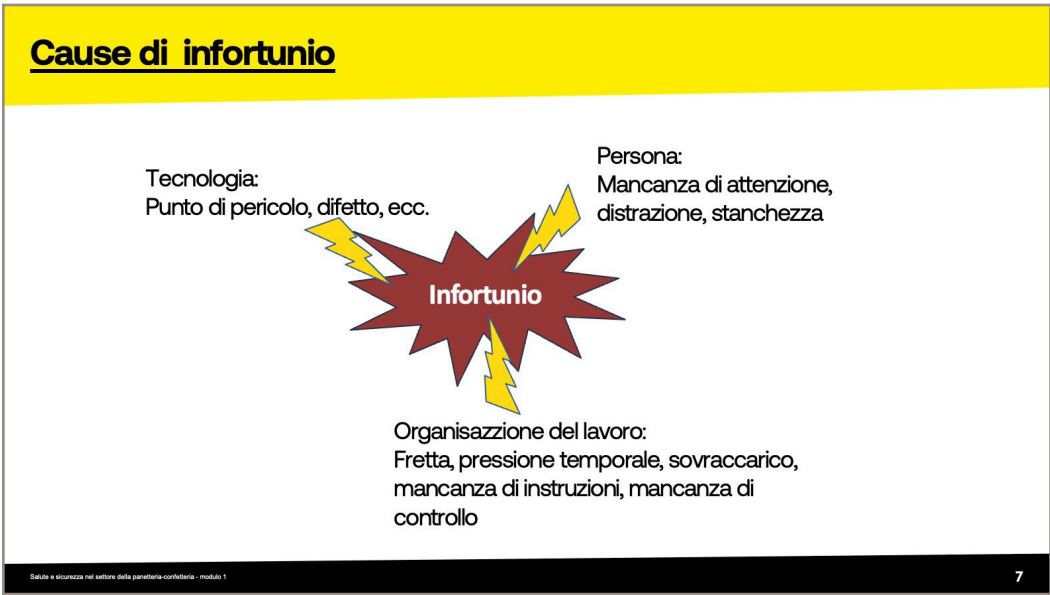 Cause di  infortunio
Tecnologia:
Punto di pericolo, difetto, ecc.
Persona:
Mancanza di attenzione,
distrazione, stanchezza
Infortunio
Organisazzione del lavoro:
Fretta, pressione temporale, sovraccarico,
mancanza di instruzioni, mancanza di
controllo
Salute e sicurezza nel settore della panetteria-confetteria - modulo 1
7